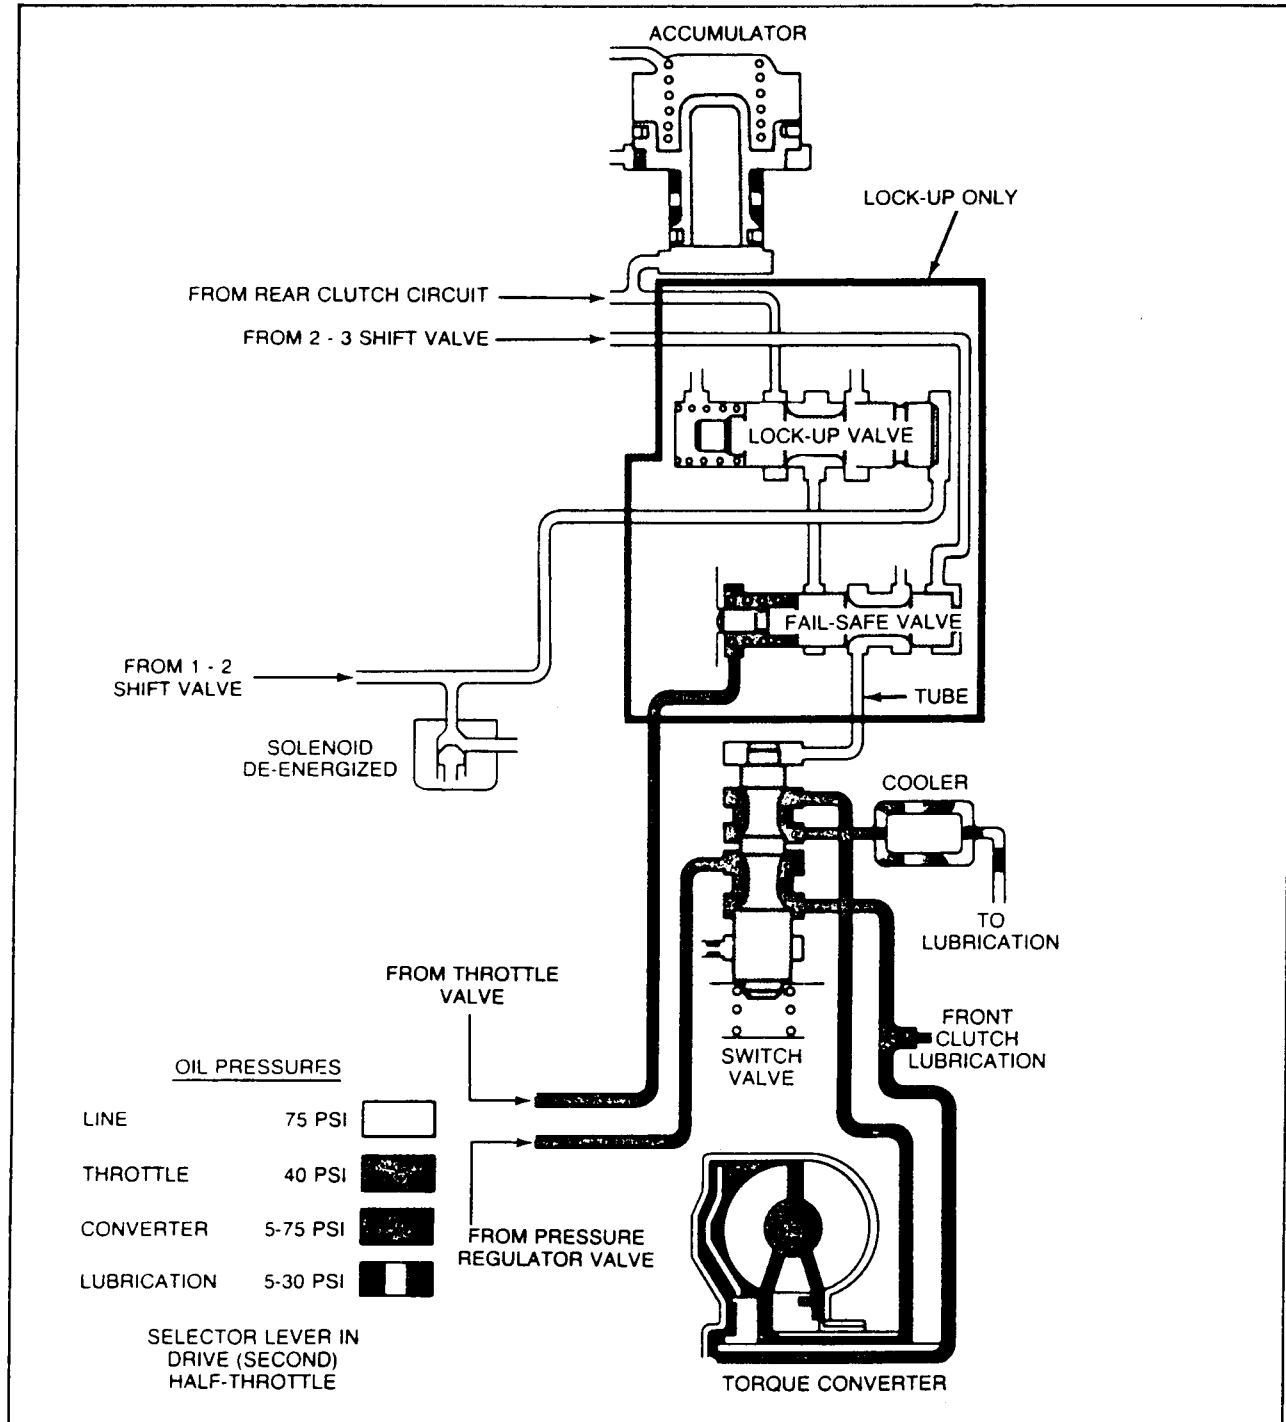 ACCUMULATOR
LOCK-UP ONLY
FROM REAR CLUTCH CIRCUIT
FROM 2 - 3 SHIFT VALVE
LOCK-UP VALVE
FAIL-SAFE VALVE
FROM 1 - 2
SHIFT VALVE
TUBE
SOLENOID
DE-ENERGIZED
COOLER
TO
LUBRICATION
FROM THROTTLE
VALVE
FRONT
CLUTCH
LUBRICATION
SWITCH
VALVE
OIL PRESSURES
LINE 75 PSI
THROTTLE 40 PSI
CONVERTER 5-75 PSI
LUBRICATION 5-30 PSI
FROM PRESSURE
REGULATOR VALVE
SELECTOR LEVER IN
DRIVE (SECOND)
HALF-THROTTLE
TORQUE CONVERTER